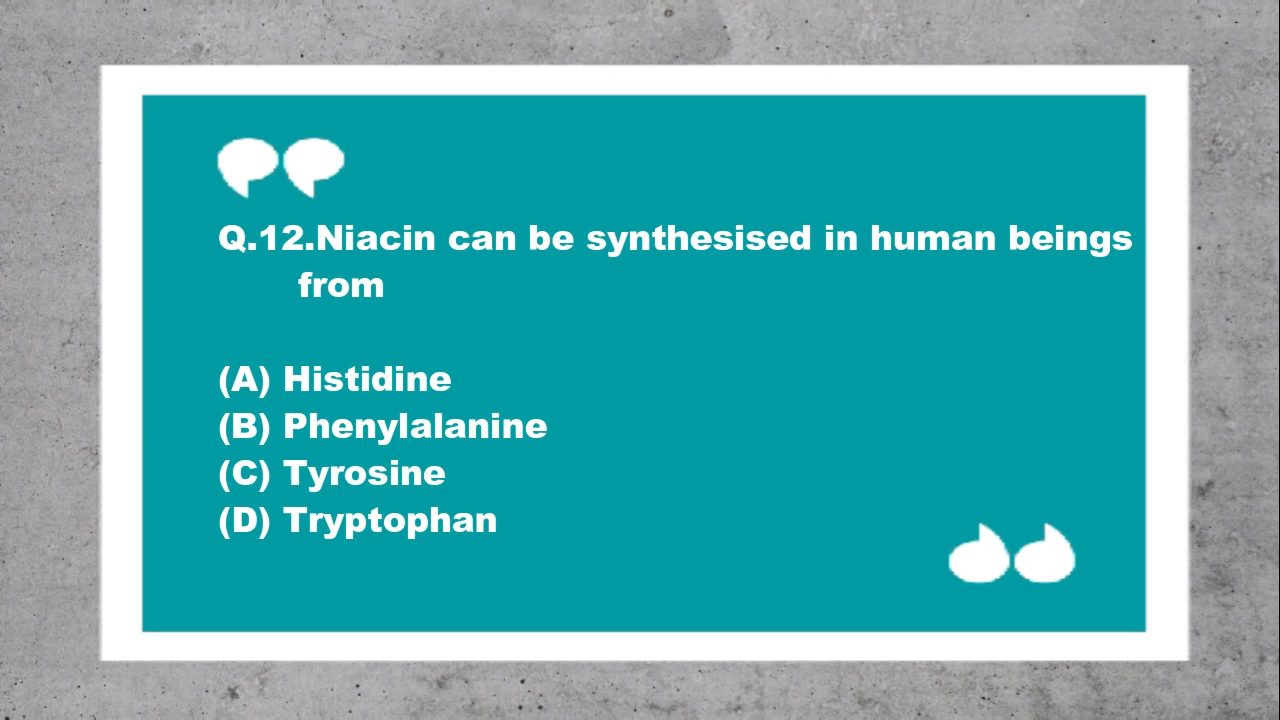 Q.12.Niacin can be synthesised in human beings
from
(A) Histidine
(B) Phenylalanine
(C) Tyrosine
(D) Tryptophan